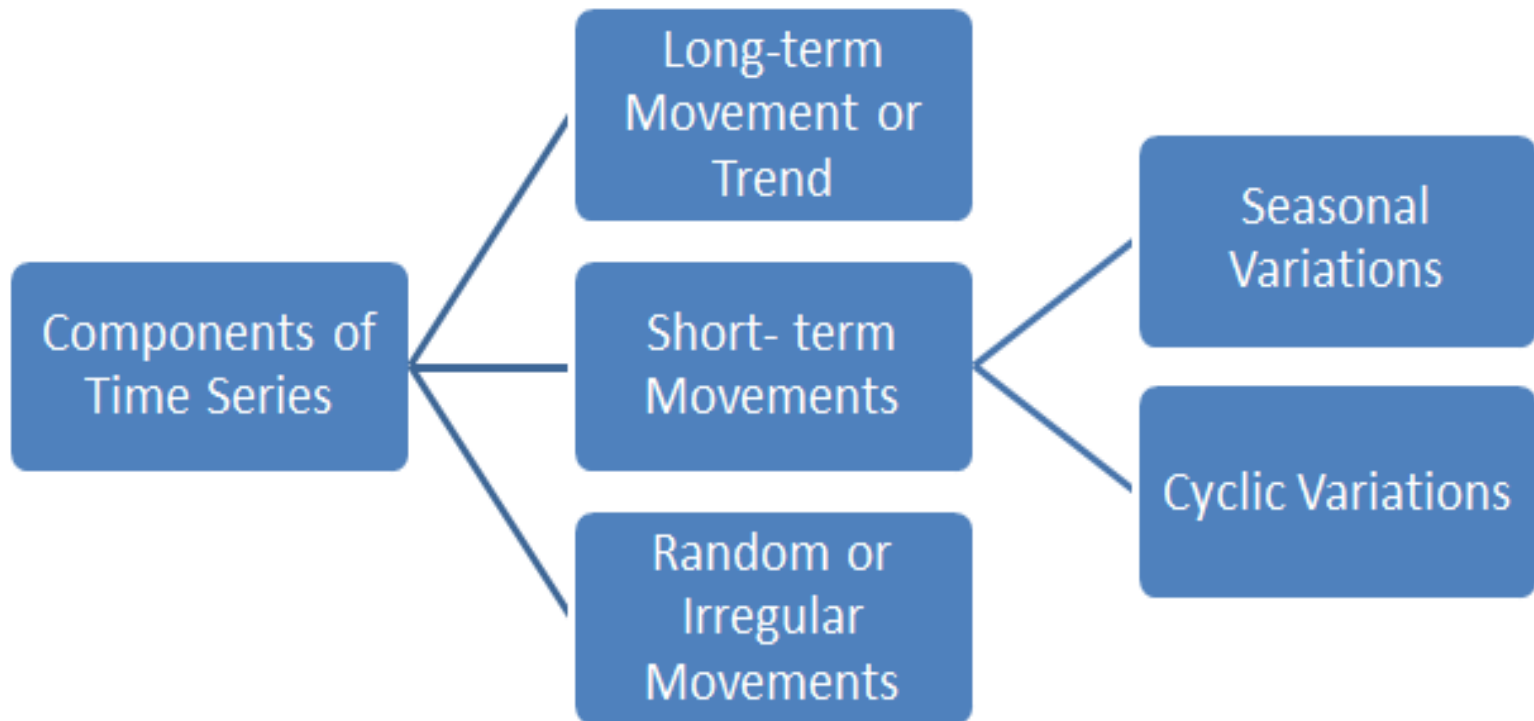 Components of
Time Series
Long-term
Movement or
Trend
Short- term
Movements
Random or
Irregular
Movements
Seasonal
Variations
Cyclic Variations